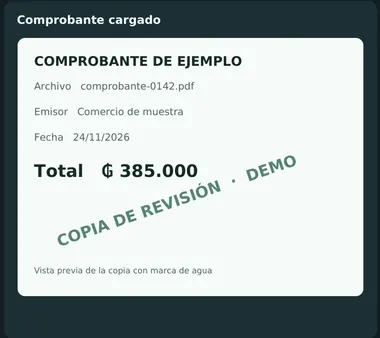 Comprobante cargado
COMPROBANTE DE EJEMPLO
Archivo comprobante-0142.pdf
Emisor Comercio de muestra
Fecha 24/11/2026
Total ₲ 385.000
COPIA DE REVISIÓN · DEMO
Vista previa de la copia con marca de agua